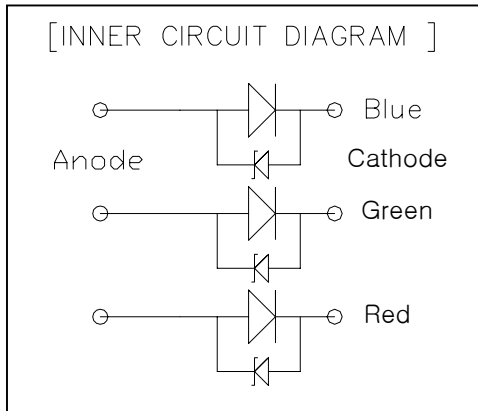 [INNER CIRCUIT DIAGRAM ]
Blue
Anode Cathode
Green
Red